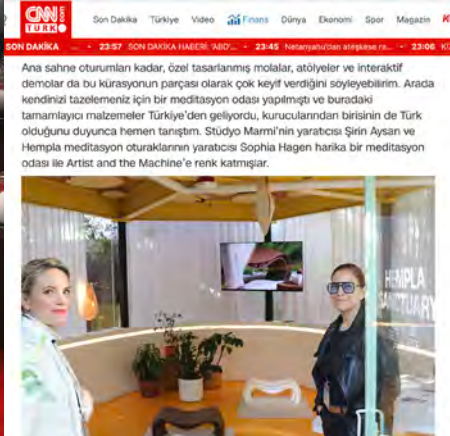 CNN
TÜRK
.com
Son Dakika Türkiye Video Finans Dünya Ekonomi Spor Magazin
SON DAKİKA 23:57 SON DAKİKA HABERİ: 'ABD'... 23:45 Netanyahu'dan ateşkese ra... 23:06
Ana sahne oturumları kadar, özel tasarlanmış molalar, atölyeler ve interaktif
demolar da bu kürasyonun parçası olarak çok keyif verdiğini söyleyebilirim. Arada
kendinizi tazelemeniz için bir meditasyon odası yapılmıştı ve buradaki
tamamlayıcı malzemeler Türkiye'den geliyordu, kurucularından birisinin de Türk
olduğunu duyunca hemen tanıştım. Stüdyo Marmi'nin yaratıcısı Şirin Aysan ve
Hempla meditasyon oturaklarının yaratıcısı Sophia Hagen harika bir meditasyon
odası ile Artist and the Machine'e renk katmışlar.
HEMPLA
SANCTUARY